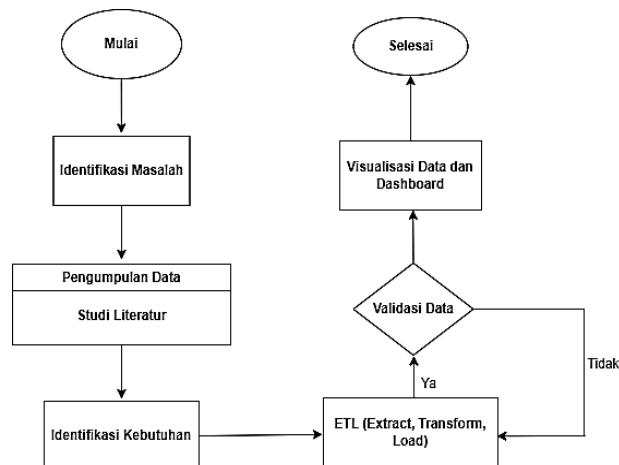 Mulai
Identifikasi Masalah
Pengumpulan Data
Studi Literatur
Identifikasi Kebutuhan
Selesai
Visualisasi Data dan
Dashboard
Validasi Data
Tidak
Ya
ETL (Extract, Transform,
Load)